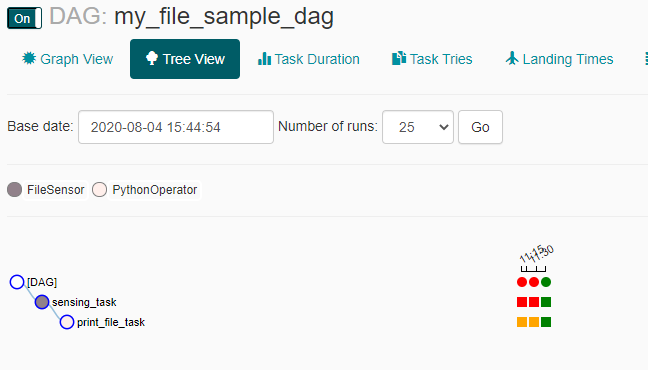 On DAG: my_file_sample_dag
Graph View Tree View Task Duration Task Tries Landing Times
Base date: 2020-08-04 15:44:54 Number of runs: 25 Go
FileSensor PythonOperator
11:15 11:30
[DAG]
sensing_task
print_file_task